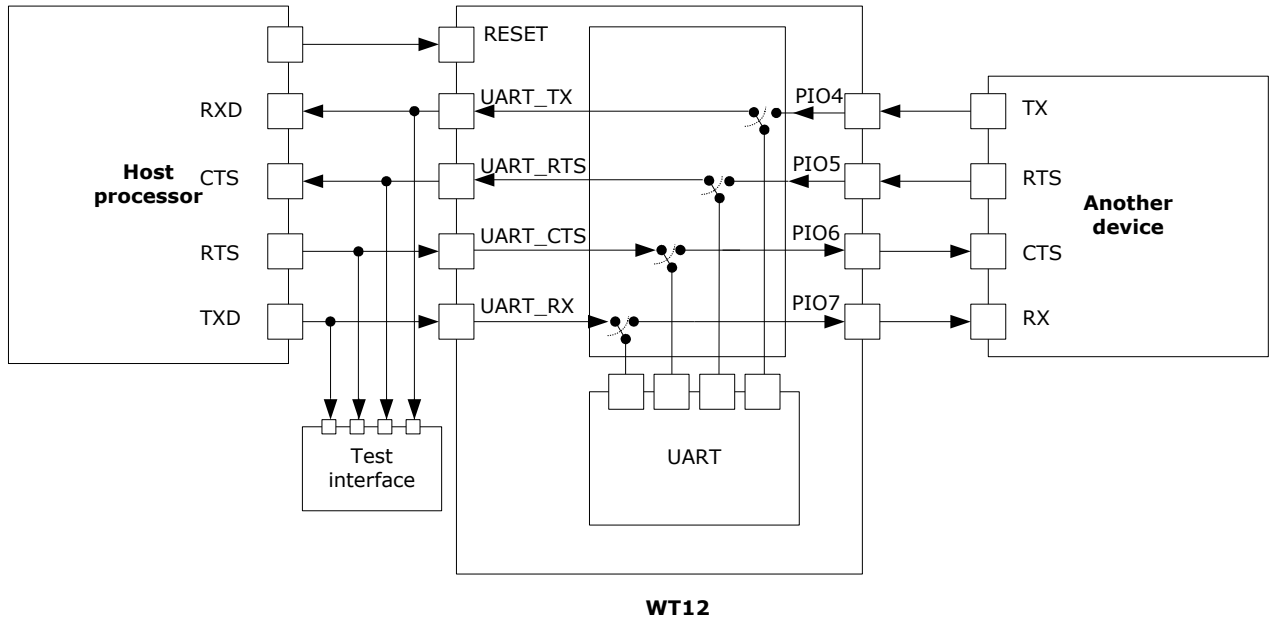 RESET
UART_TX
PIO4
RXD
TX
Host
processor
CTS
UART_RTS
PIO5
RTS
Another
device
RTS
UART_CTS
PIO6
CTS
TXD
UART_RX
PIO7
RX
Test
interface
UART
WT12